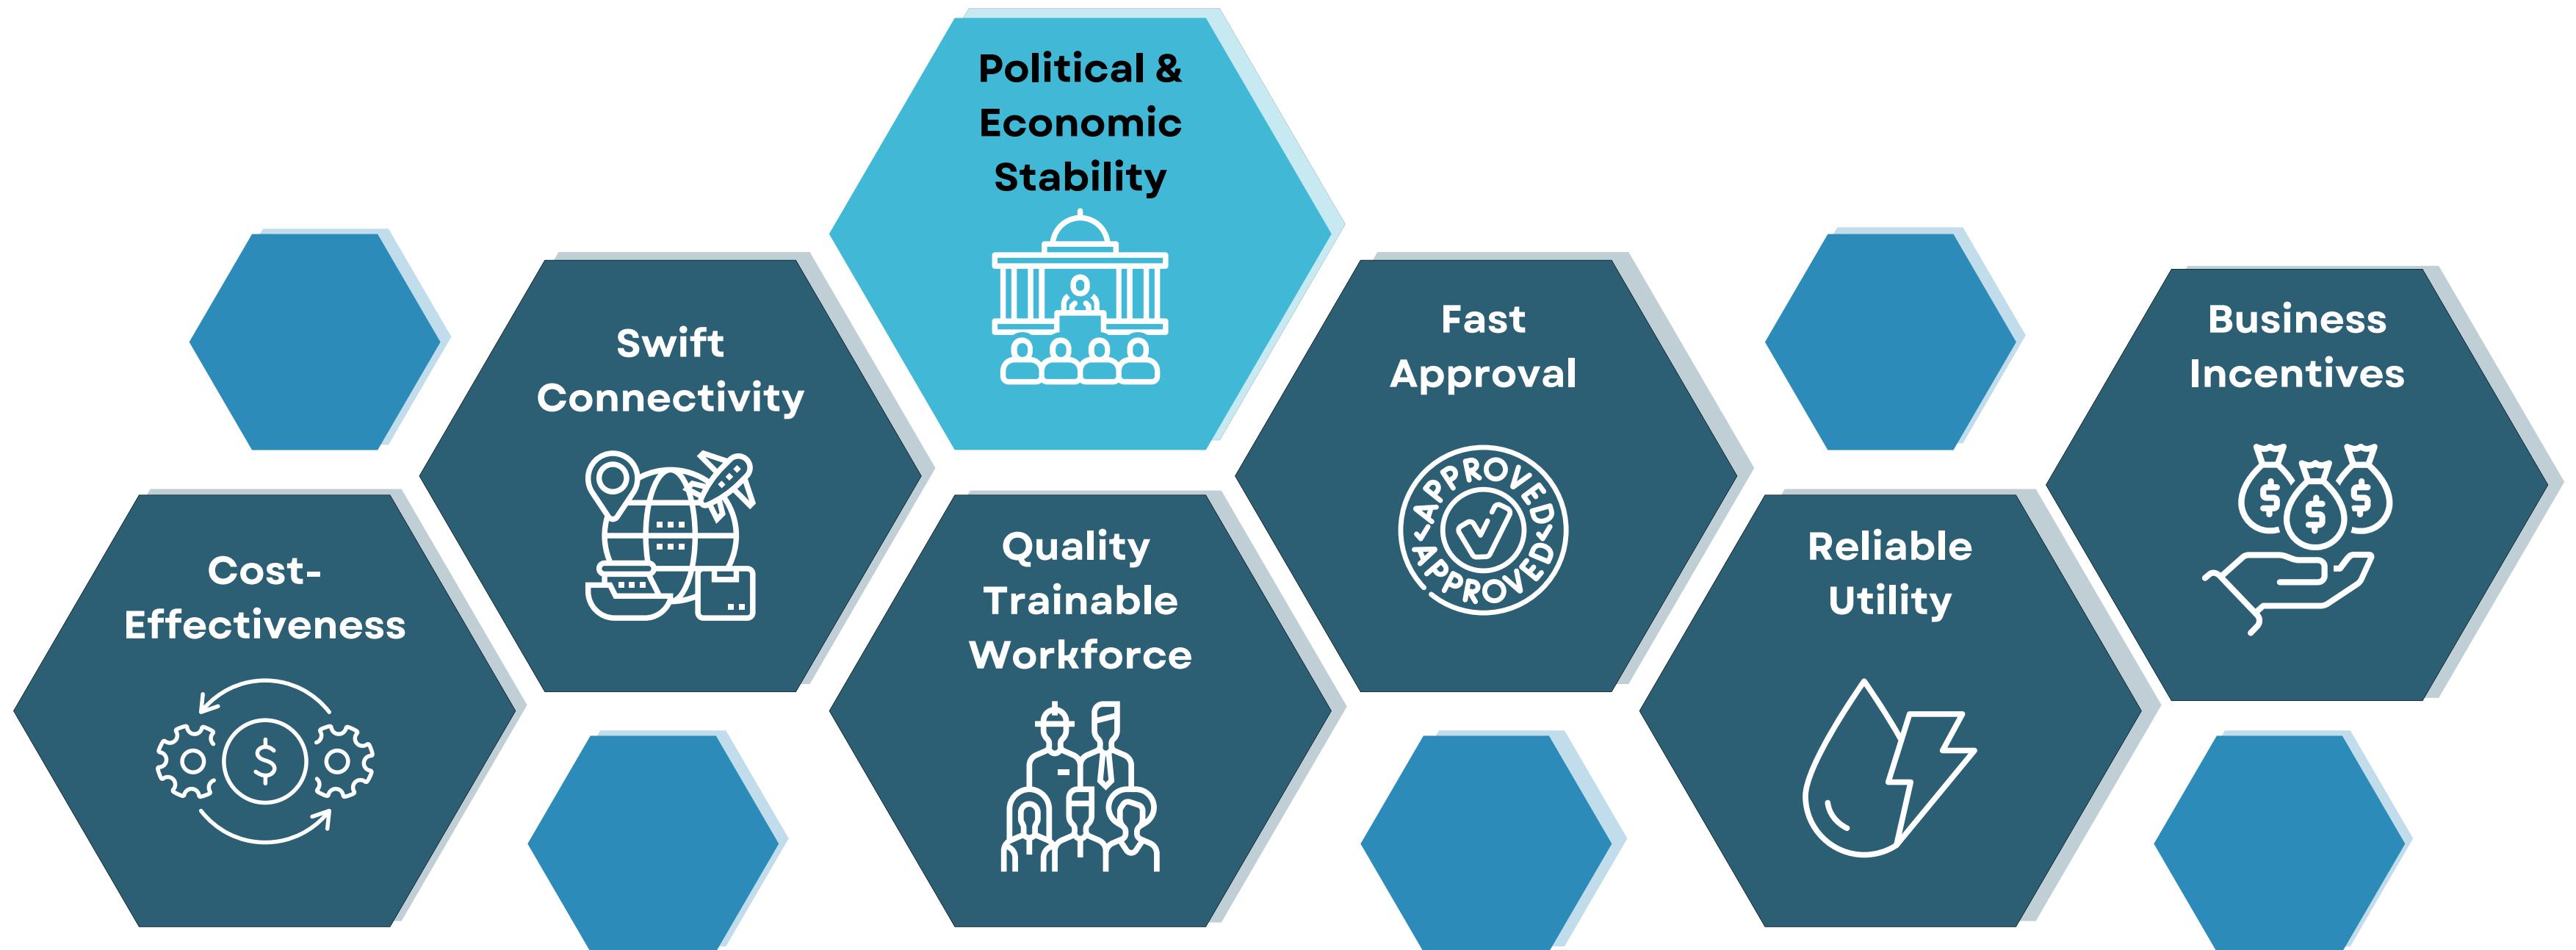 Political &
Economic
Stability
Swift
Connectivity
Fast
Approval
APPROVED
APPROVED
Business
Incentives
Cost-
Effectiveness
$
Quality
Trainable
Workforce
Reliable
Utility
$
$
$